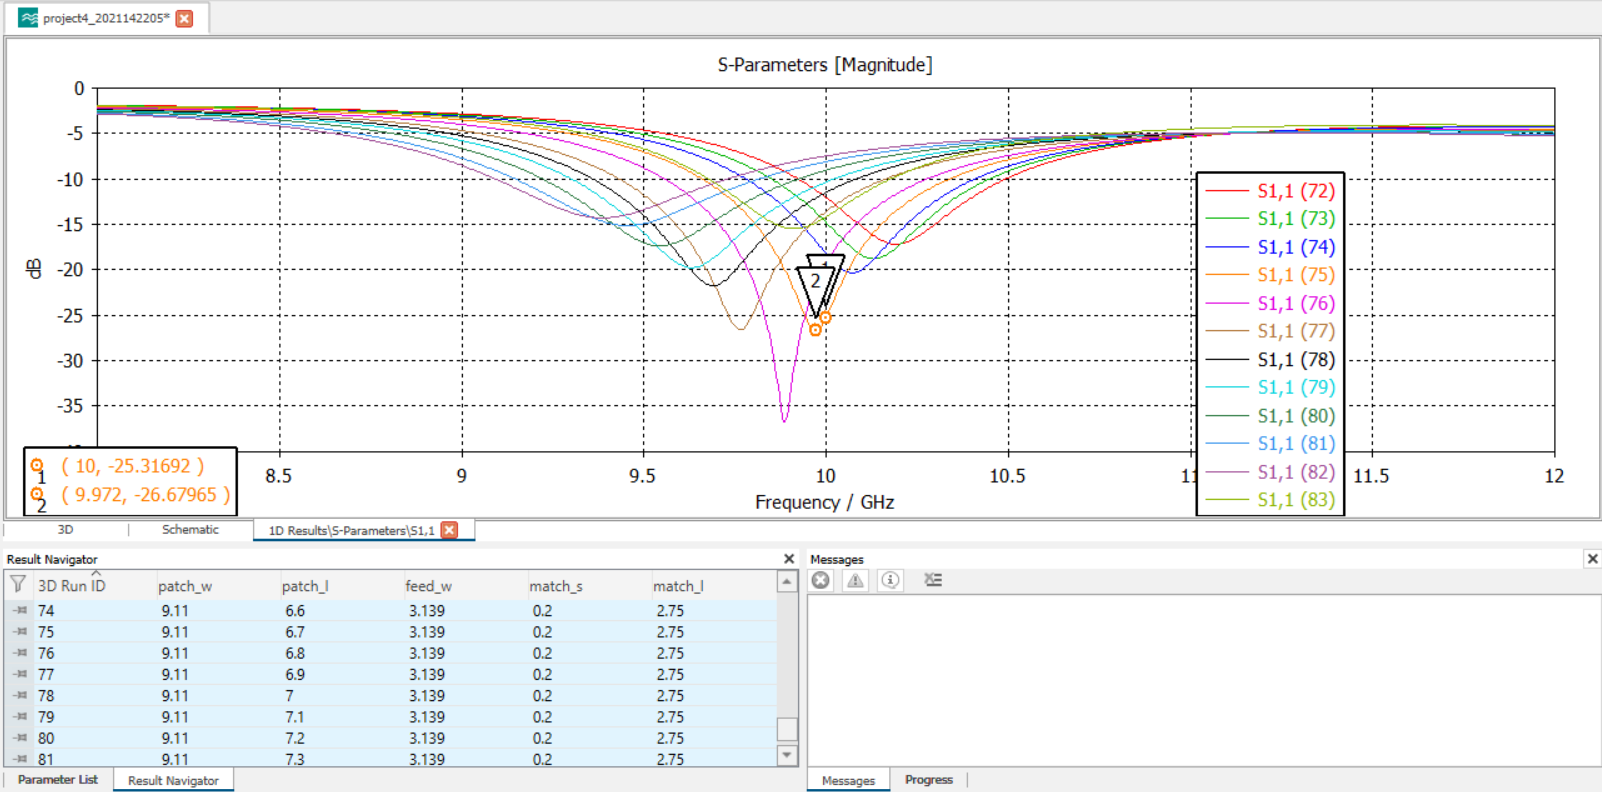 project4_2021142205*
S-Parameters [Magnitude]
0
-5
-10
-15
-20
-25
-30
-35
dB
8.5
9
9.5
10
10.5
11
11.5
12
Frequency / GHz
2
S1,1 (72)
S1,1 (73)
S1,1 (74)
S1,1 (75)
S1,1 (76)
S1,1 (77)
S1,1 (78)
S1,1 (79)
S1,1 (80)
S1,1 (81)
S1,1 (82)
S1,1 (83)
1 ( 10, -25.31692 )
2 ( 9.972, -26.67965 )
3D Schematic 1D Results\S-Parameters\S1,1
Result Navigator
3D Run ID patch_w patch_l feed_w match_s match_l
74 9.11 6.6 3.139 0.2 2.75
75 9.11 6.7 3.139 0.2 2.75
76 9.11 6.8 3.139 0.2 2.75
77 9.11 6.9 3.139 0.2 2.75
78 9.11 7 3.139 0.2 2.75
79 9.11 7.1 3.139 0.2 2.75
80 9.11 7.2 3.139 0.2 2.75
81 9.11 7.3 3.139 0.2 2.75
Parameter List Result Navigator
Messages
Messages Progress